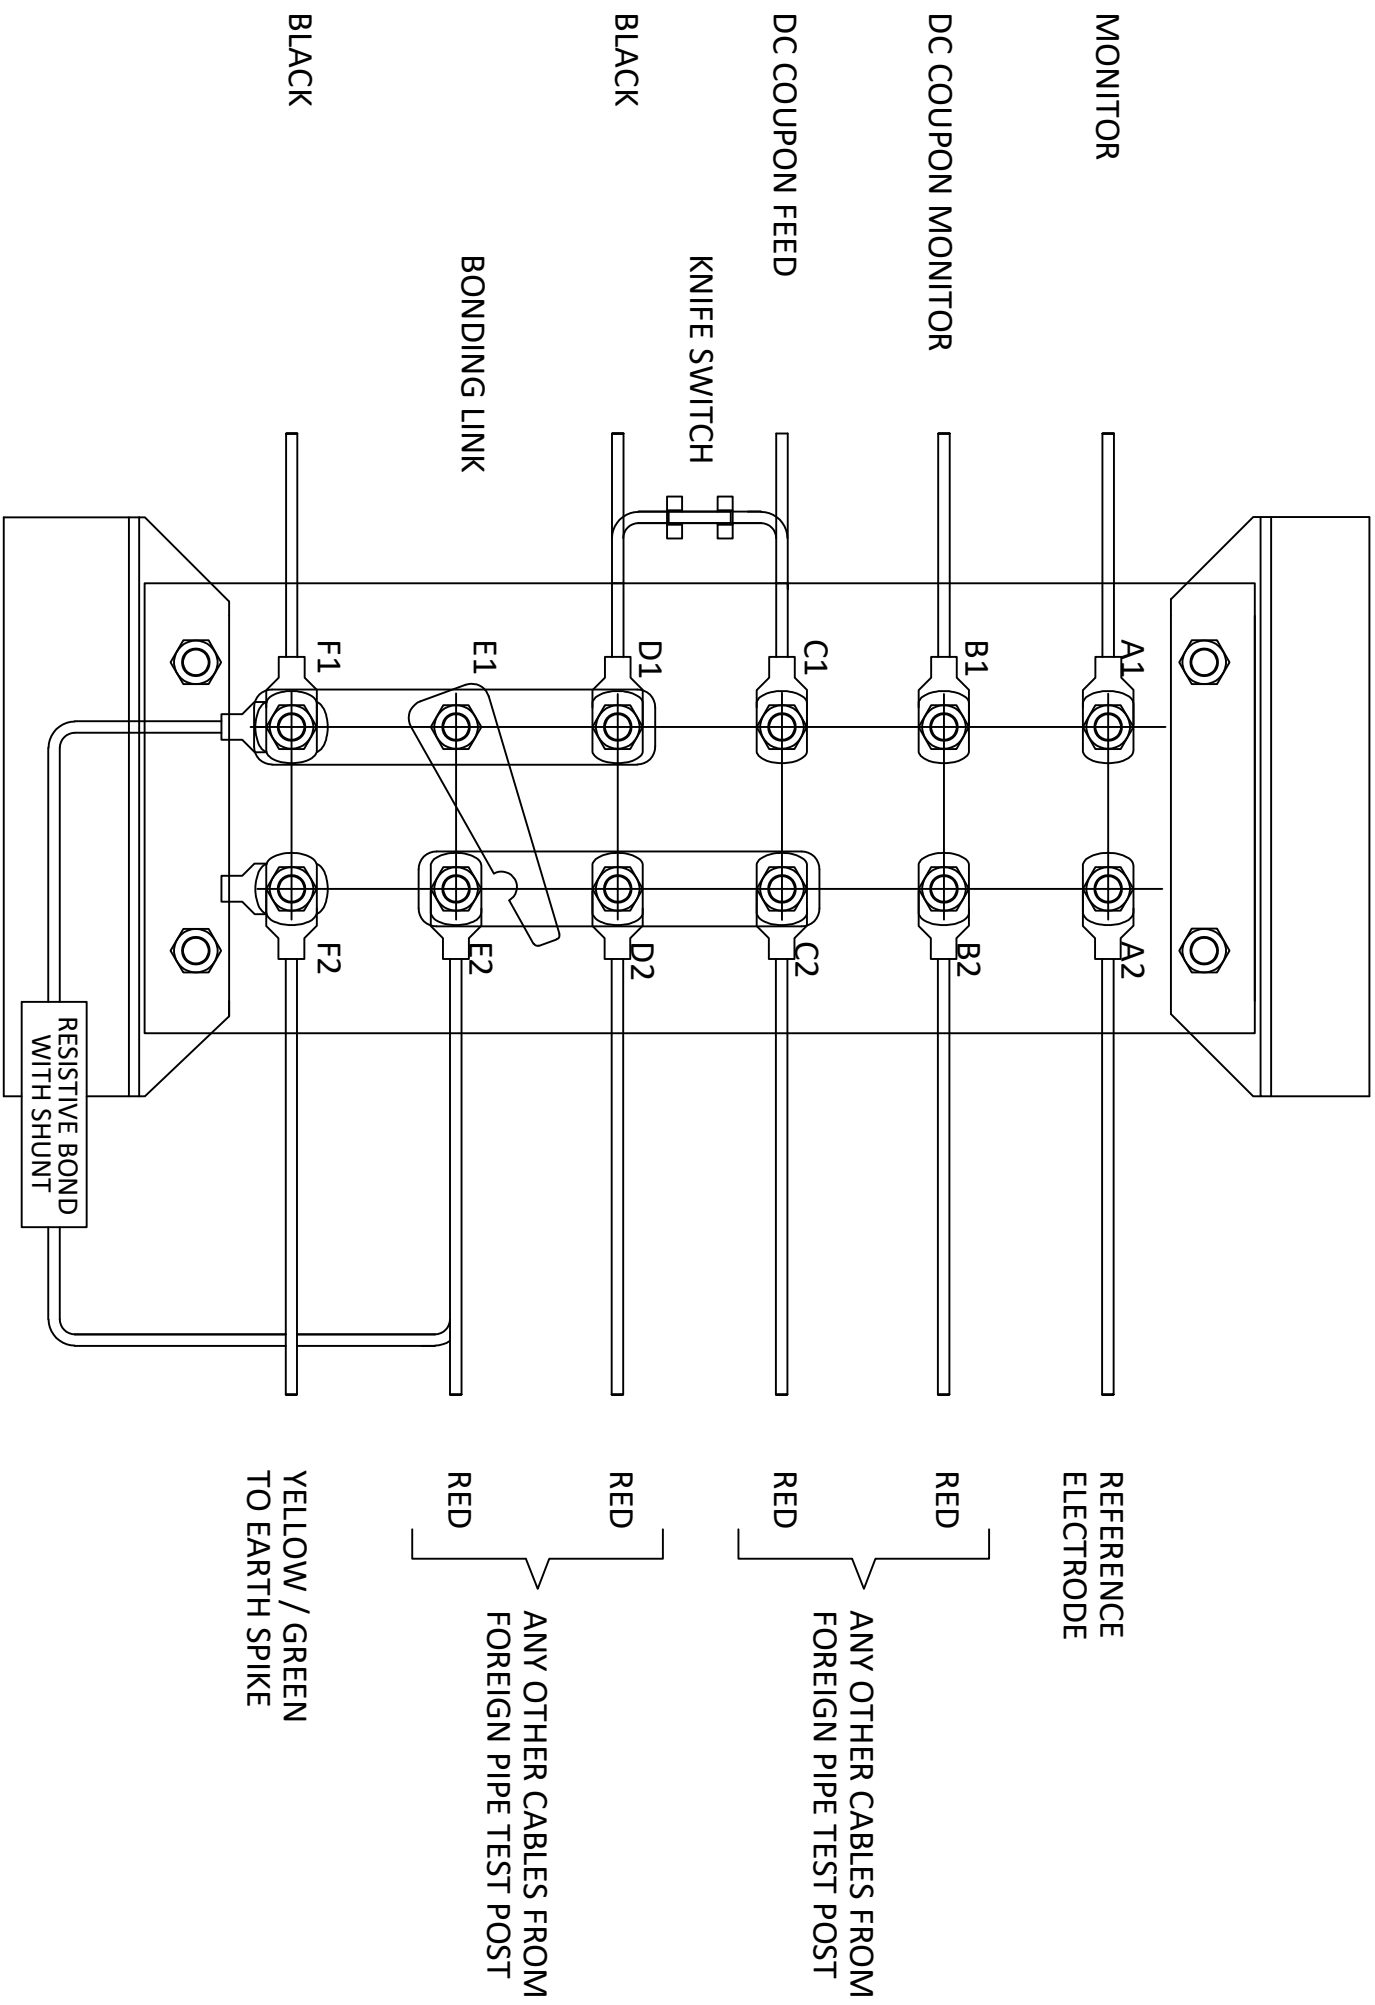 MONITOR
DC COUPON MONITOR
DC COUPON FEED
KNIFE SWITCH
BLACK
BONDING LINK
BLACK
A1
B1
C1
D1
E1
F1
A2
B2
C2
D2
E2
F2
RESISTIVE BOND
WITH SHUNT
REFERENCE
ELECTRODE
RED
RED
ANY OTHER CABLES FROM
FOREIGN PIPE TEST POST
RED
RED
ANY OTHER CABLES FROM
FOREIGN PIPE TEST POST
YELLOW / GREEN
TO EARTH SPIKE